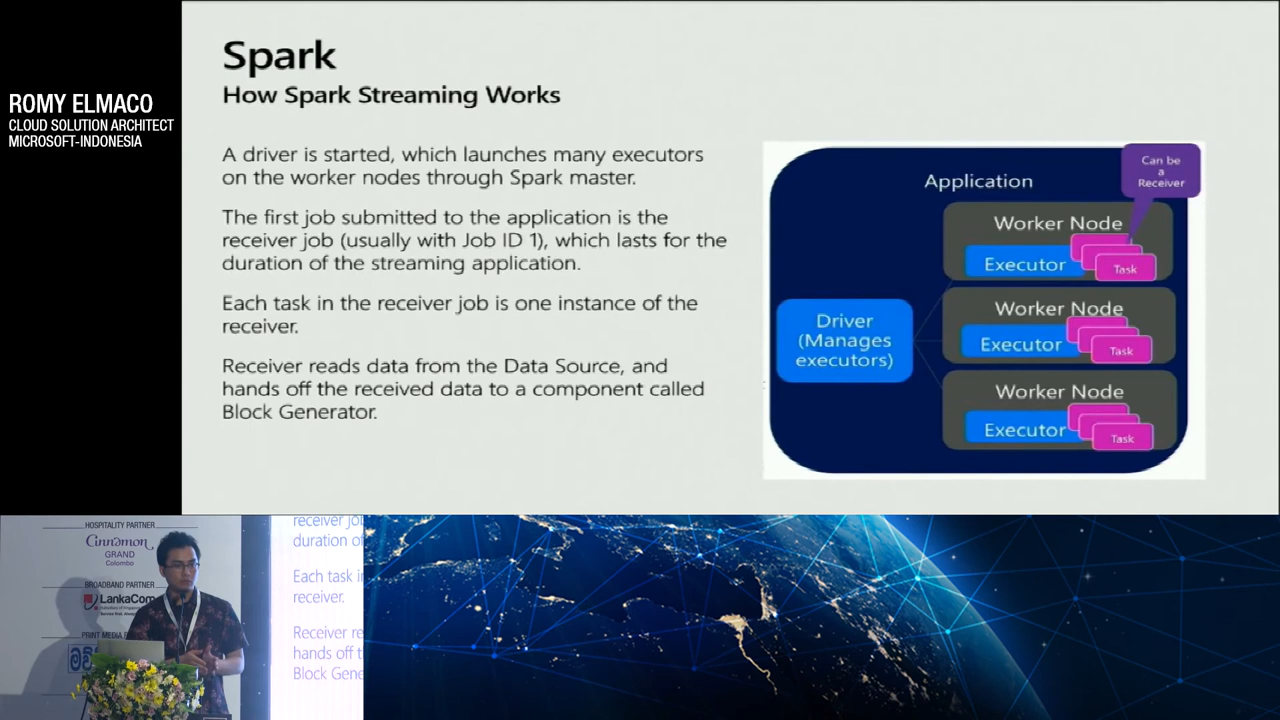 ROMY ELMACO
CLOUD SOLUTION ARCHITECT
MICROSOFT-INDONESIA
Spark
How Spark Streaming Works
A driver is started, which launches many executors
on the worker nodes through Spark master.
The first job submitted to the application is the
receiver job (usually with Job ID 1), which lasts for the
duration of the streaming application.
Each task in the receiver job is one instance of the
receiver.
Receiver reads data from the Data Source, and
hands off the received data to a component called
Block Generator.
Application
Can be
a
Receiver
Driver
(Manages
executors)
Worker Node
Executor
Task
Worker Node
Executor
Task
Worker Node
Executor
Task
HOSPITALITY PARTNER
Cinnamon
GRAND
Colombo
BROADBAND PARTNER
LankaCom
PRINT MEDIA
receiver jo
duration of
Each task i
receiver.
Receiver re
hands off t
Block Gene